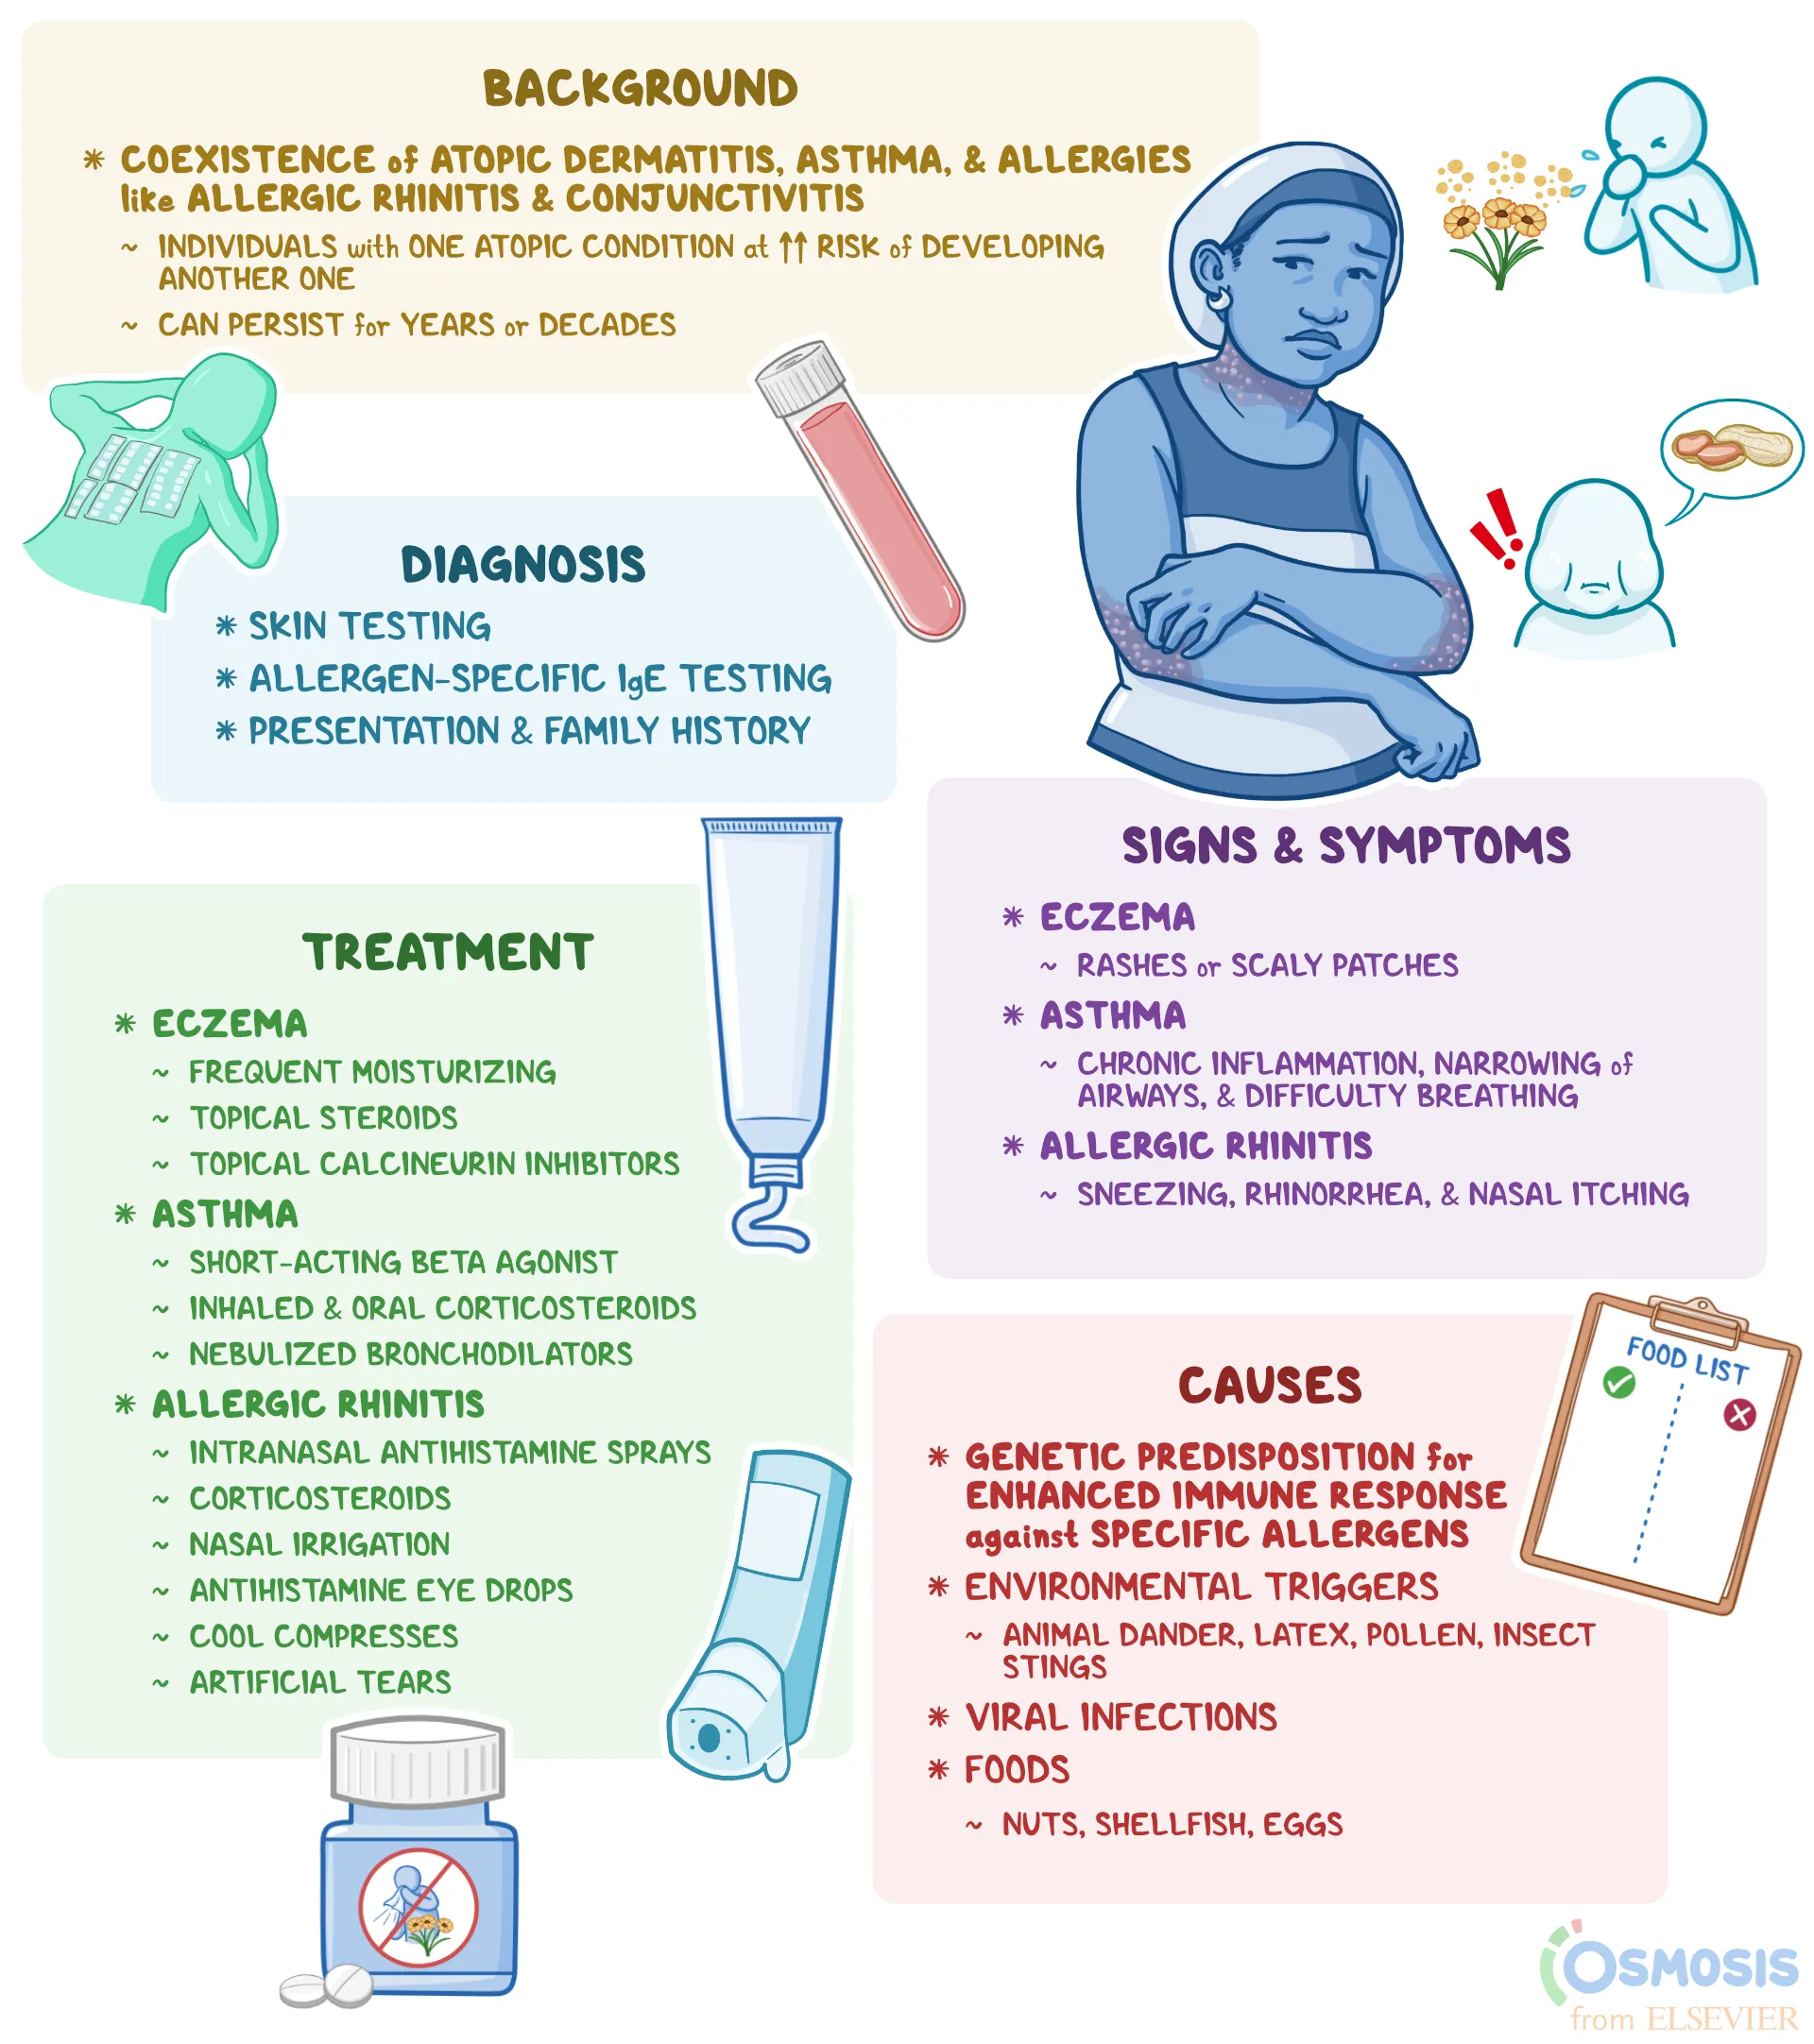 BACKGROUND
* COEXISTENCE of ATOPIC DERMATITIS, ASTHMA, & ALLERGIES
like ALLERGIC RHINITIS & CONJUNCTIVITIS
~ INDIVIDUALS with ONE ATOPIC CONDITION at ↑↑ RISK of DEVELOPING
ANOTHER ONE
~ CAN PERSIST for YEARS or DECADES
DIAGNOSIS
* SKIN TESTING
* ALLERGEN-SPECIFIC IgE TESTING
* PRESENTATION & FAMILY HISTORY
SIGNS & SYMPTOMS
* ECZEMA
~ RASHES or SCALY PATCHES
* ASTHMA
~ CHRONIC INFLAMMATION, NARROWING of
AIRWAYS, & DIFFICULTY BREATHING
* ALLERGIC RHINITIS
~ SNEEZING, RHINORRHEA, & NASAL ITCHING
TREATMENT
* ECZEMA
~ FREQUENT MOISTURIZING
~ TOPICAL STEROIDS
~ TOPICAL CALCINEURIN INHIBITORS
* ASTHMA
~ SHORT-ACTING BETA AGONIST
~ INHALED & ORAL CORTICOSTEROIDS
~ NEBULIZED BRONCHODILATORS
* ALLERGIC RHINITIS
~ INTRANASAL ANTIHISTAMINE SPRAYS
~ CORTICOSTEROIDS
~ NASAL IRRIGATION
~ ANTIHISTAMINE EYE DROPS
~ COOL COMPRESSES
~ ARTIFICIAL TEARS
CAUSES
* GENETIC PREDISPOSITION for
ENHANCED IMMUNE RESPONSE
against SPECIFIC ALLERGENS
* ENVIRONMENTAL TRIGGERS
~ ANIMAL DANDER, LATEX, POLLEN, INSECT
STINGS
* VIRAL INFECTIONS
* FOODS
~ NUTS, SHELLFISH, EGGS
FOOD LIST
OSMOSIS
from ELSEVIER